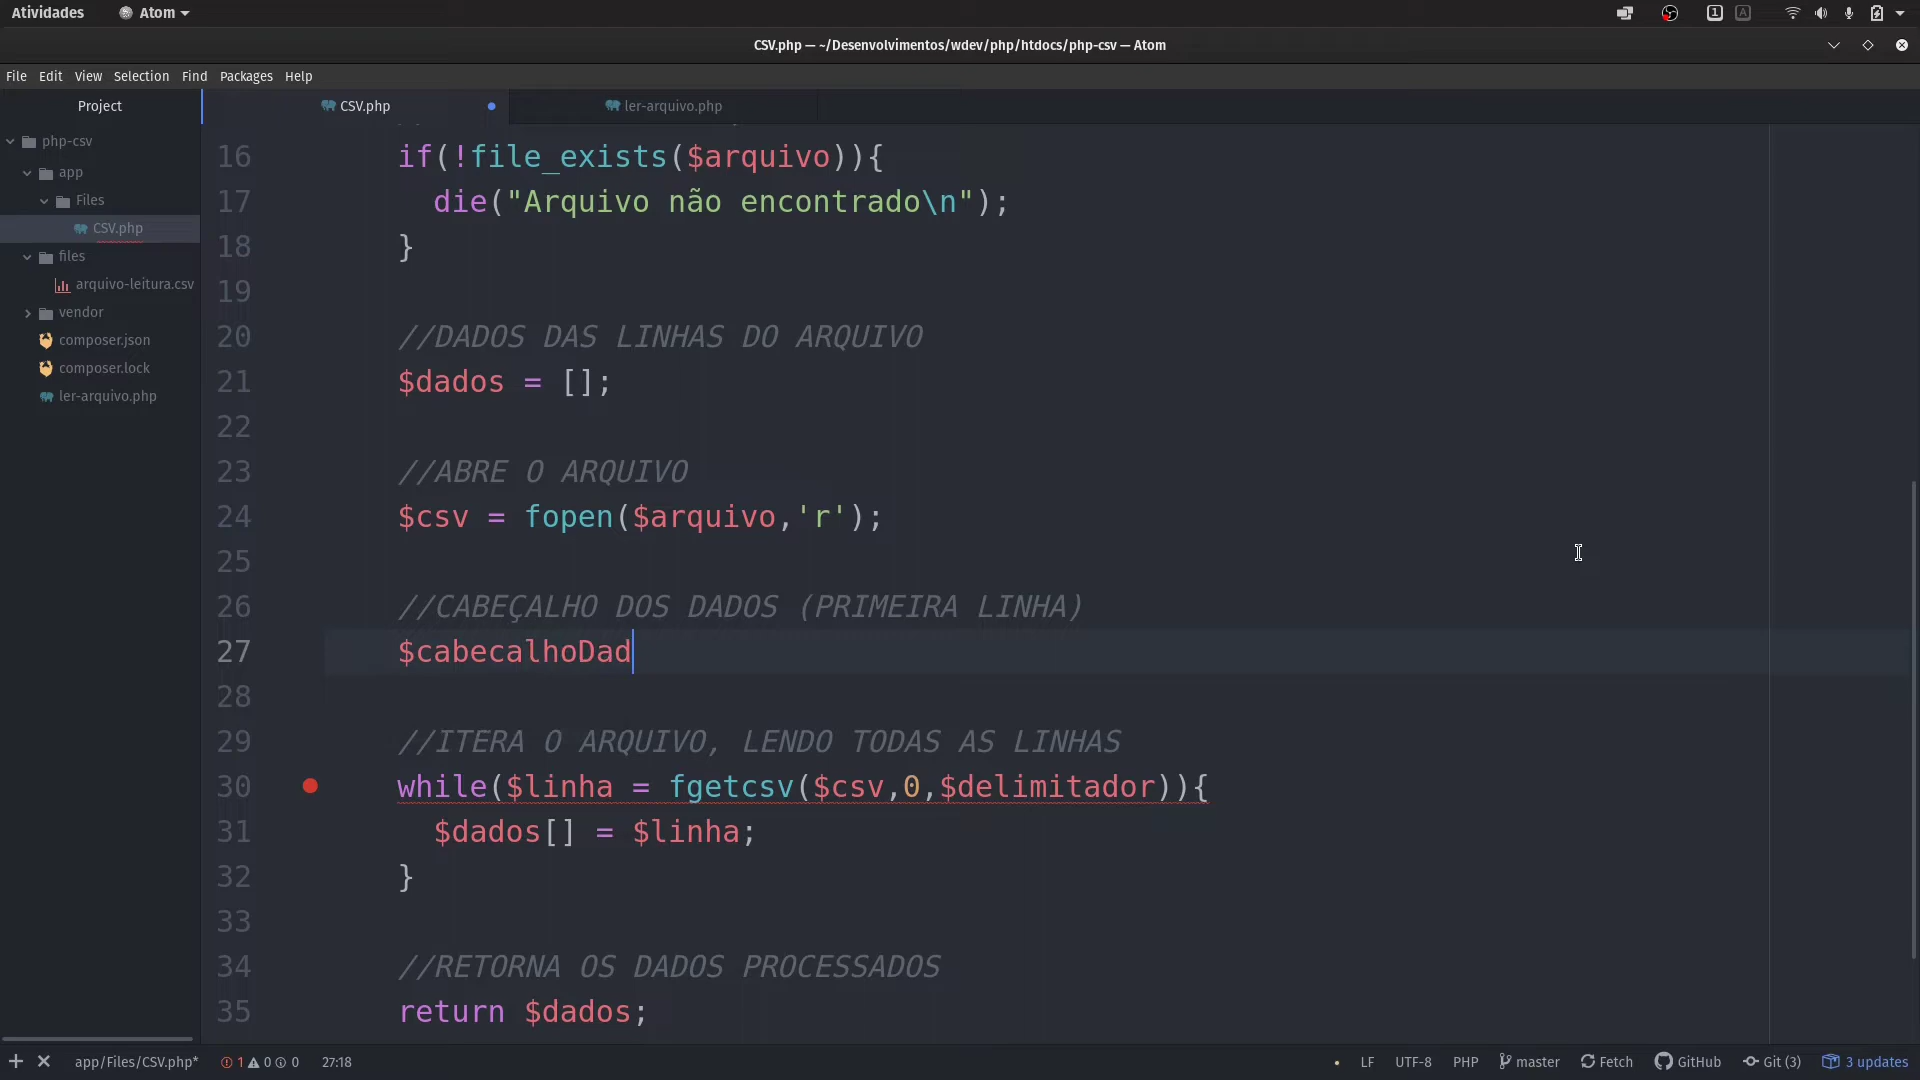 Atividades
Atom
1
A
CSV.php — ~/Desenvolvimentos/wdev/php/htdocs/php-csv — Atom
File Edit View Selection Find Packages Help
Project
CSV.php
ler-arquivo.php
php-csv
app
Files
CSV.php
files
arquivo-leitura.csv
vendor
composer.json
composer.lock
ler-arquivo.php
16 if(!file_exists($arquivo)){
17 die("Arquivo não encontrado\n");
18 }
19
20 //DADOS DAS LINHAS DO ARQUIVO
21 $dados = [];
22
23 //ABRE O ARQUIVO
24 $csv = fopen($arquivo,'r');
25
26 //CABEÇALHO DOS DADOS (PRIMEIRA LINHA)
27 $cabecalhoDad
28
29 //ITERA O ARQUIVO, LENDO TODAS AS LINHAS
30 while($linha = fgetcsv($csv,0,$delimitador)){
31 $dados[] = $linha;
32 }
33
34 //RETORNA OS DADOS PROCESSADOS
35 return $dados;
app/Files/CSV.php* 1 0 0 27:18 LF UTF-8 PHP master Fetch GitHub Git (3) 3 updates